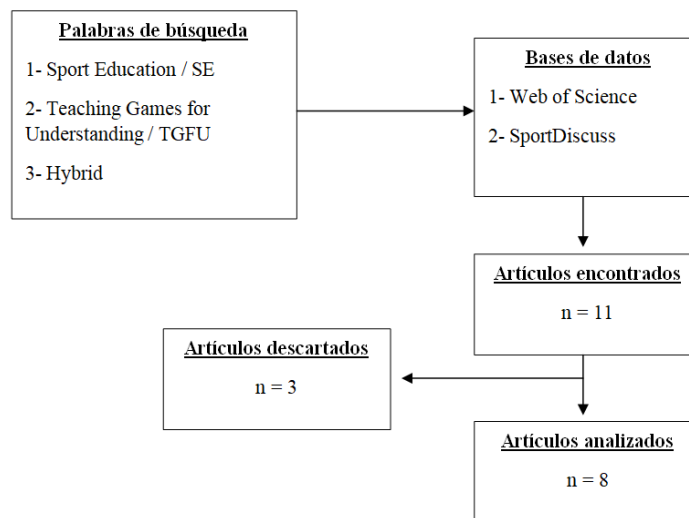 Palabras de búsqueda
1- Sport Education / SE
2- Teaching Games for
Understanding / TGFU
3- Hybrid
Bases de datos
1- Web of Science
2- SportDiscuss
Artículos encontrados
n = 11
Artículos descartados
n = 3
Artículos analizados
n = 8